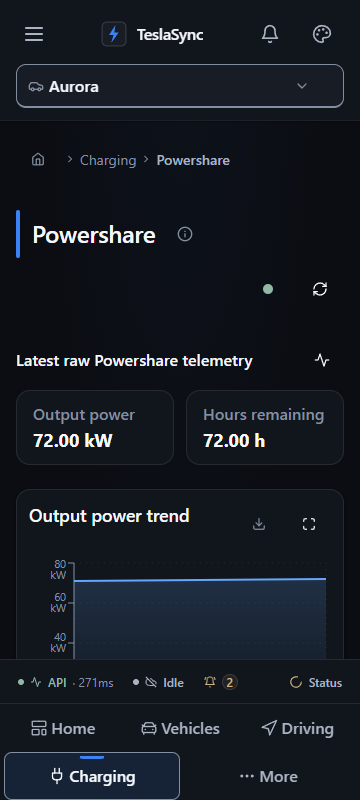 TeslaSync
Aurora
Charging
Powershare
Powershare
Latest raw Powershare telemetry
Output power
72.00 kW
Hours remaining
72.00 h
Output power trend
80
kW
60
kW
40
kW
API · 271ms
Idle
2
Status
Home
Vehicles
Driving
Charging
More